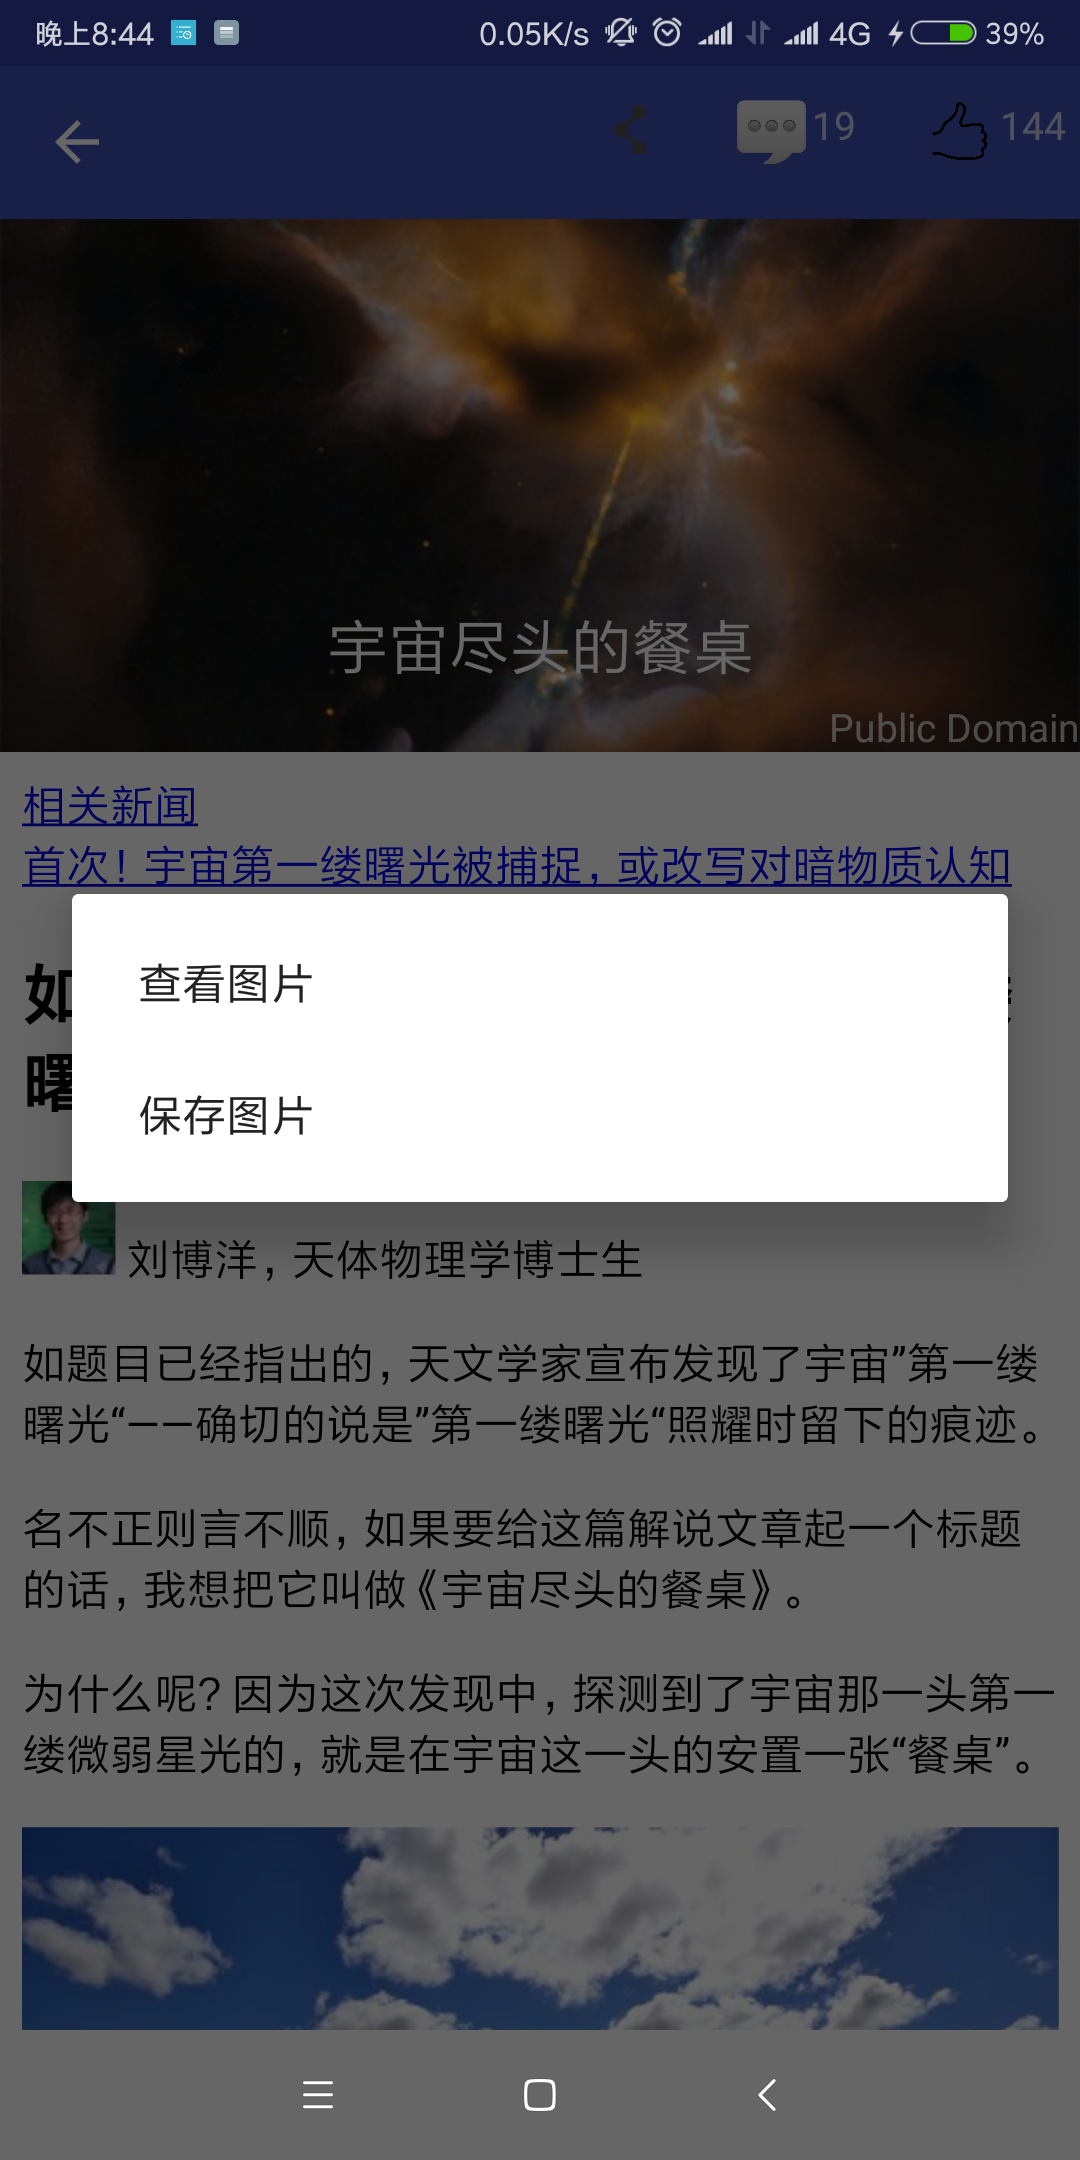 晚上8:44
0.05K/s 4G 39%
19 144
宇宙尽头的餐桌
Public Domain
相关新闻
首次！宇宙第一缕曙光被捕捉，或改写对暗物质认知
如
曙
查看图片
保存图片
刘博洋，天体物理学博士生
如题目已经指出的，天文学家宣布发现了宇宙”第一缕
曙光“——确切的说是”第一缕曙光“照耀时留下的痕迹。
名不正则言不顺，如果要给这篇解说文章起一个标题
的话，我想把它叫做《宇宙尽头的餐桌》。
为什么呢？因为这次发现中，探测到了宇宙那一头第一
缕微弱星光的，就是在宇宙这一头的安置一张“餐桌”。